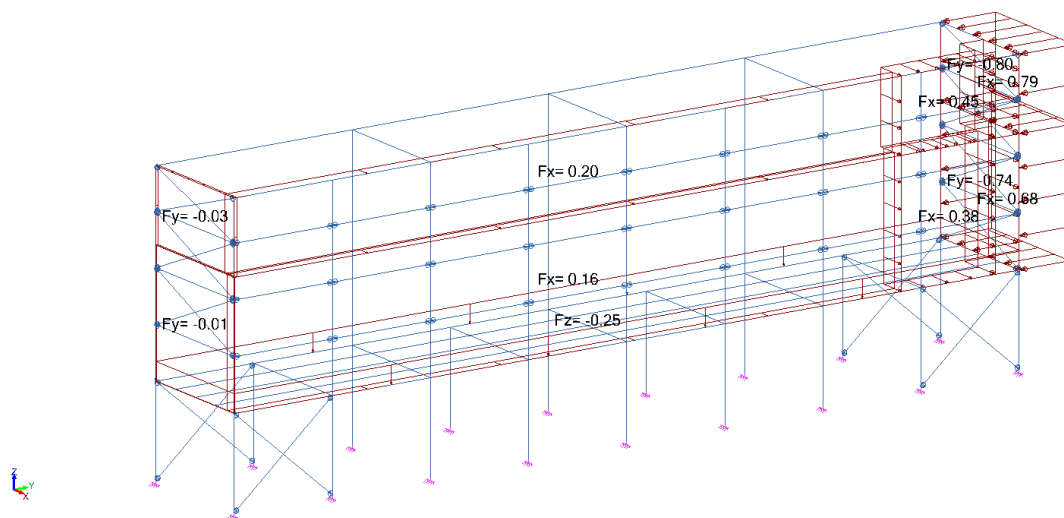 Fy= -0.80
Fx= 0.79
Fx= 0.45
Fx= 0.20
Fy= -0.74
Fx= 0.68
Fy= -0.03
Fx= 0.38
Fx= 0.16
Fz= -0.25
Fy= -0.01
Z
Y
X